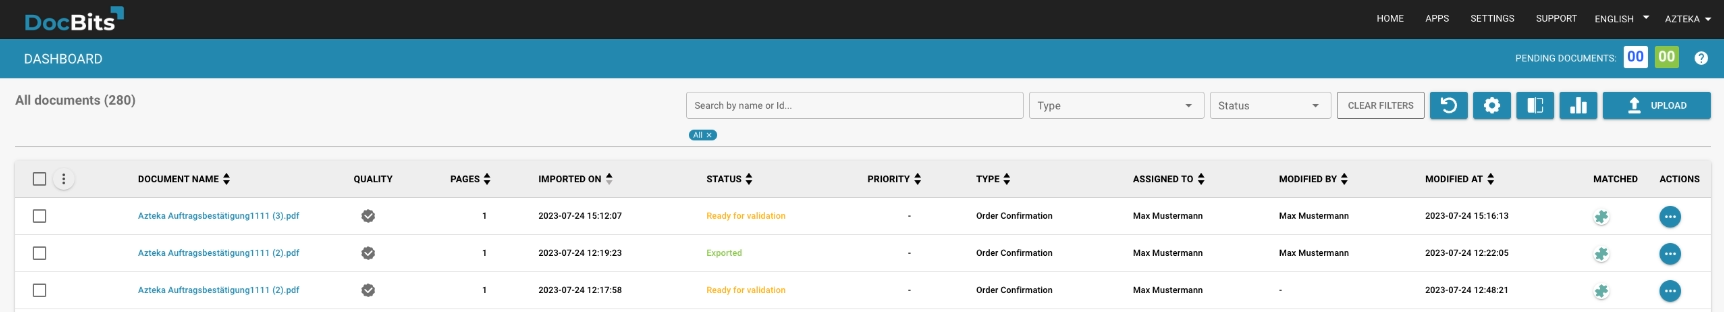 DocBits HOME APPS SETTINGS SUPPORT ENGLISH AZTEKA
DASHBOARD PENDING DOCUMENTS: 00 00 ?
All documents (280) Search by name or Id... Type Status CLEAR FILTERS UPLOAD
All ×
DOCUMENT NAME QUALITY PAGES IMPORTED ON STATUS PRIORITY TYPE ASSIGNED TO MODIFIED BY MODIFIED AT MATCHED ACTIONS
Azteka Auftragsbestätigung1111 (3).pdf 1 2023-07-24 15:12:07 Ready for validation - Order Confirmation Max Mustermann Max Mustermann 2023-07-24 15:16:13
Azteka Auftragsbestätigung1111 (2).pdf 1 2023-07-24 12:19:23 Exported - Order Confirmation Max Mustermann Max Mustermann 2023-07-24 12:22:05
Azteka Auftragsbestätigung1111 (2).pdf 1 2023-07-24 12:17:58 Ready for validation - Order Confirmation Max Mustermann - 2023-07-24 12:48:21